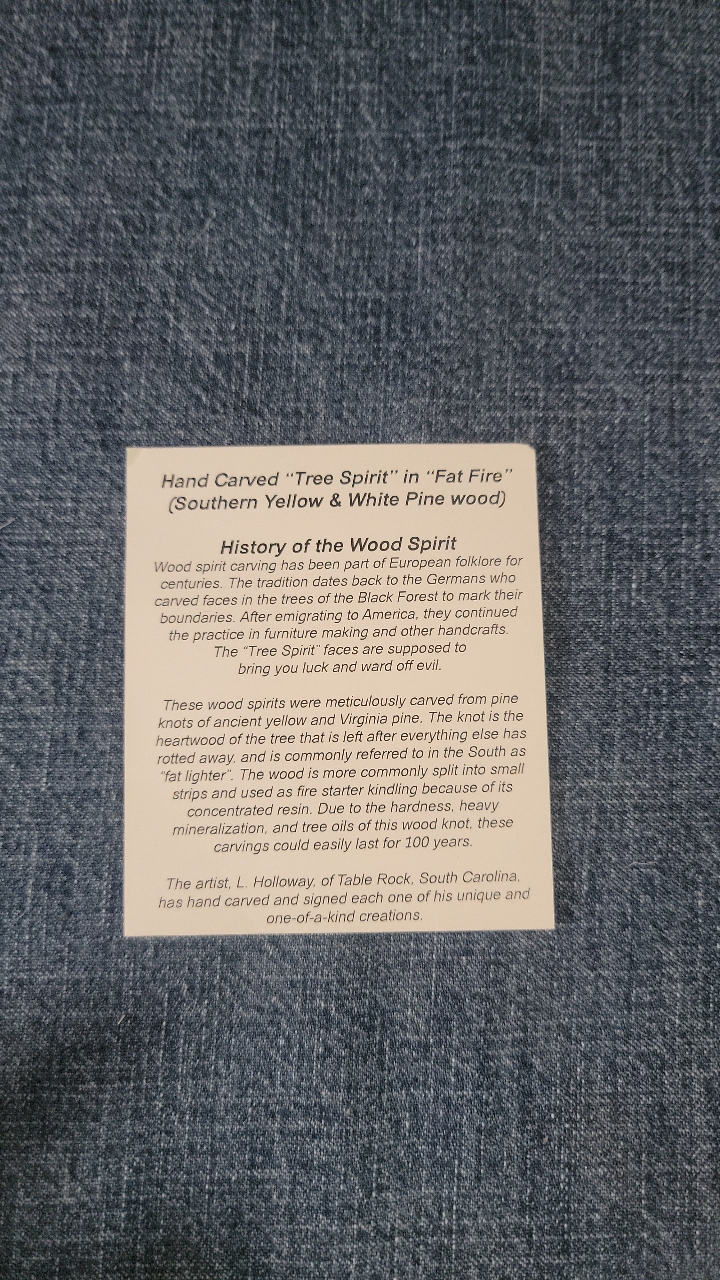 Hand Carved “Tree Spirit” in “Fat Fire”
(Southern Yellow & White Pine wood)
History of the Wood Spirit
Wood spirit carving has been part of European folklore for
centuries. The tradition dates back to the Germans who
carved faces in the trees of the Black Forest to mark their
boundaries. After emigrating to America, they continued
the practice in furniture making and other handcrafts.
The “Tree Spirit” faces are supposed to
bring you luck and ward off evil.
These wood spirits were meticulously carved from pine
knots of ancient yellow and Virginia pine. The knot is the
heartwood of the tree that is left after everything else has
rotted away, and is commonly referred to in the South as
“fat lighter”. The wood is more commonly split into small
strips and used as fire starter kindling because of its
concentrated resin. Due to the hardness, heavy
mineralization, and tree oils of this wood knot, these
carvings could easily last for 100 years.
The artist, L. Holloway, of Table Rock, South Carolina,
has hand carved and signed each one of his unique and
one-of-a-kind creations.